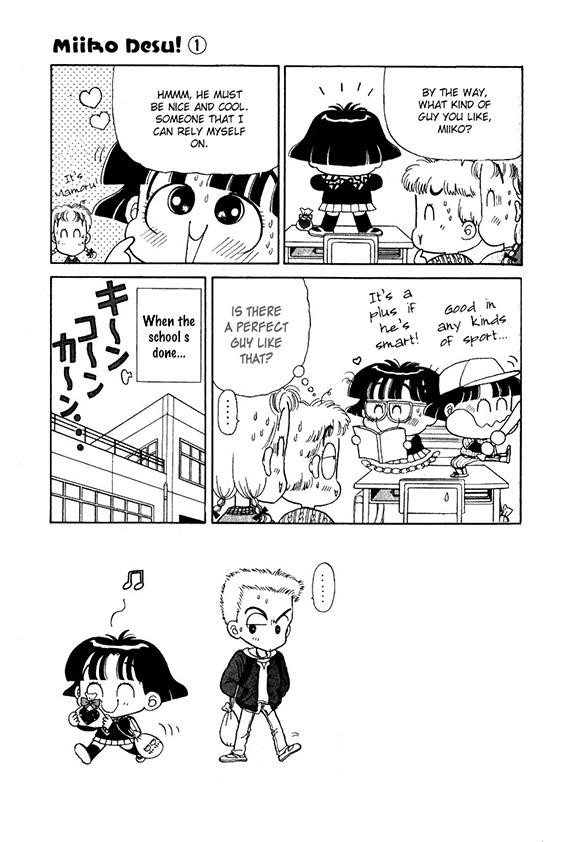 Miiko Desu! ①
BY THE WAY,
WHAT KIND OF
GUY YOU LIKE,
MIIKO?
HMMM, HE MUST
BE NICE AND COOL.
SOMEONE THAT I
CAN RELY MYSELF
ON.
It's
Mamoru!
It's a
plus if
he's
smart!
Good in
any kinds
of sport...
IS THERE
A PERFECT
GUY LIKE
THAT?
......
When the
school s
done...
キ〜ン
コ〜ン
カ〜ン
......